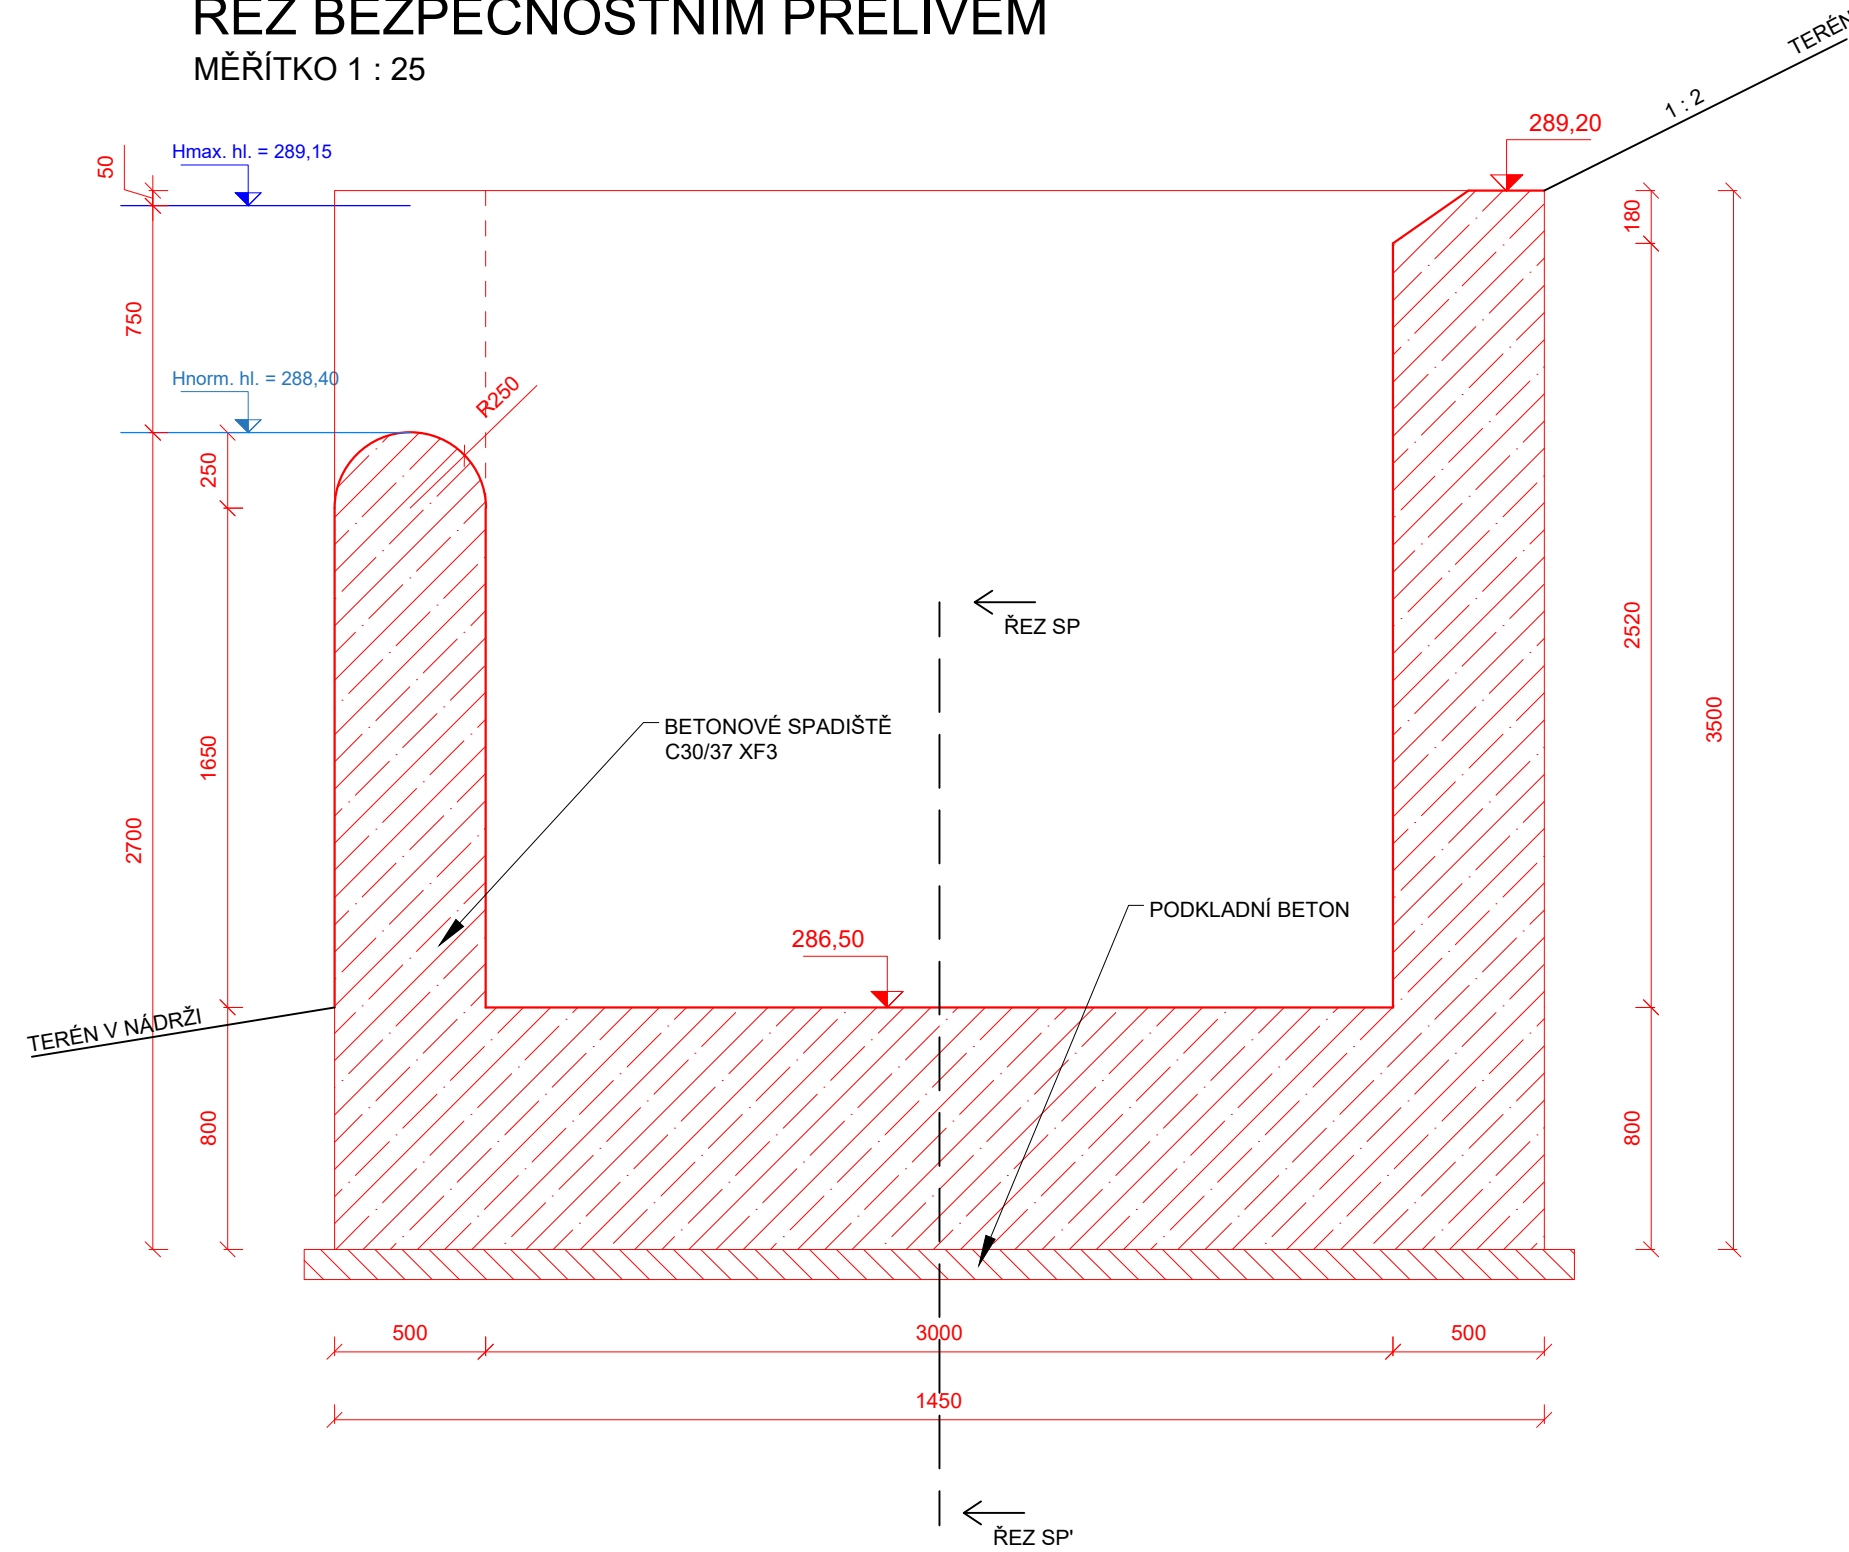 ŘEZ BEZPEČNOSTNÍM PŘELIVEM
MĚŘÍTKO 1 : 25
TERÉN
1 : 2
289,20
Hmax. hl. = 289,15
50
180
750
Hnorm. hl. = 288,40
R250
250
ŘEZ SP
2520
3500
BETONOVÉ SPADIŠTĚ
C30/37 XF3
1650
2700
PODKLADNÍ BETON
286,50
TERÉN V NÁDRŽI
800
800
500
3000
500
1450
ŘEZ SP'